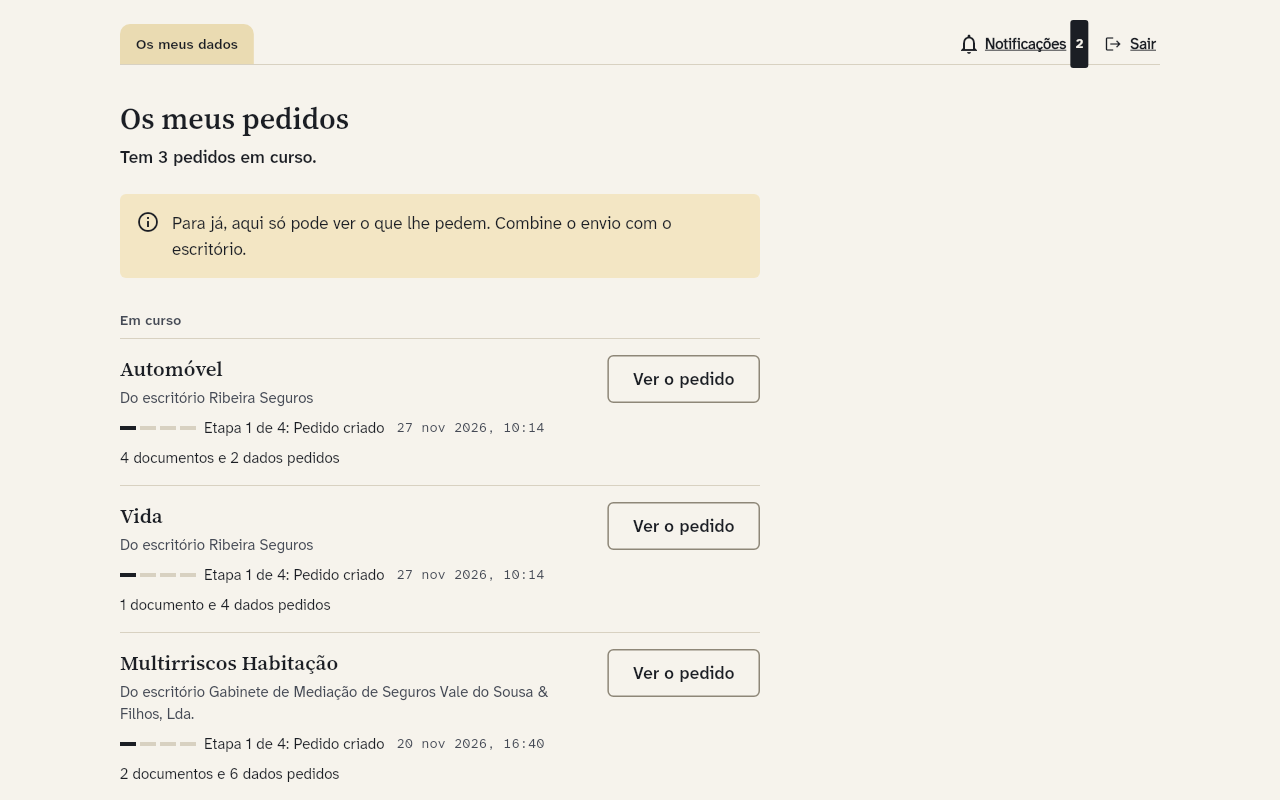 Os meus dados
Notificações 2
Sair
Os meus pedidos
Tem 3 pedidos em curso.
Para já, aqui só pode ver o que lhe pedem. Combine o envio com o
escritório.
Em curso
Automóvel
Ver o pedido
Do escritório Ribeira Seguros
Etapa 1 de 4: Pedido criado 27 nov 2026, 10:14
4 documentos e 2 dados pedidos
Vida
Ver o pedido
Do escritório Ribeira Seguros
Etapa 1 de 4: Pedido criado 27 nov 2026, 10:14
1 documento e 4 dados pedidos
Multirriscos Habitação
Ver o pedido
Do escritório Gabinete de Mediação de Seguros Vale do Sousa &
Filhos, Lda.
Etapa 1 de 4: Pedido criado 20 nov 2026, 16:40
2 documentos e 6 dados pedidos